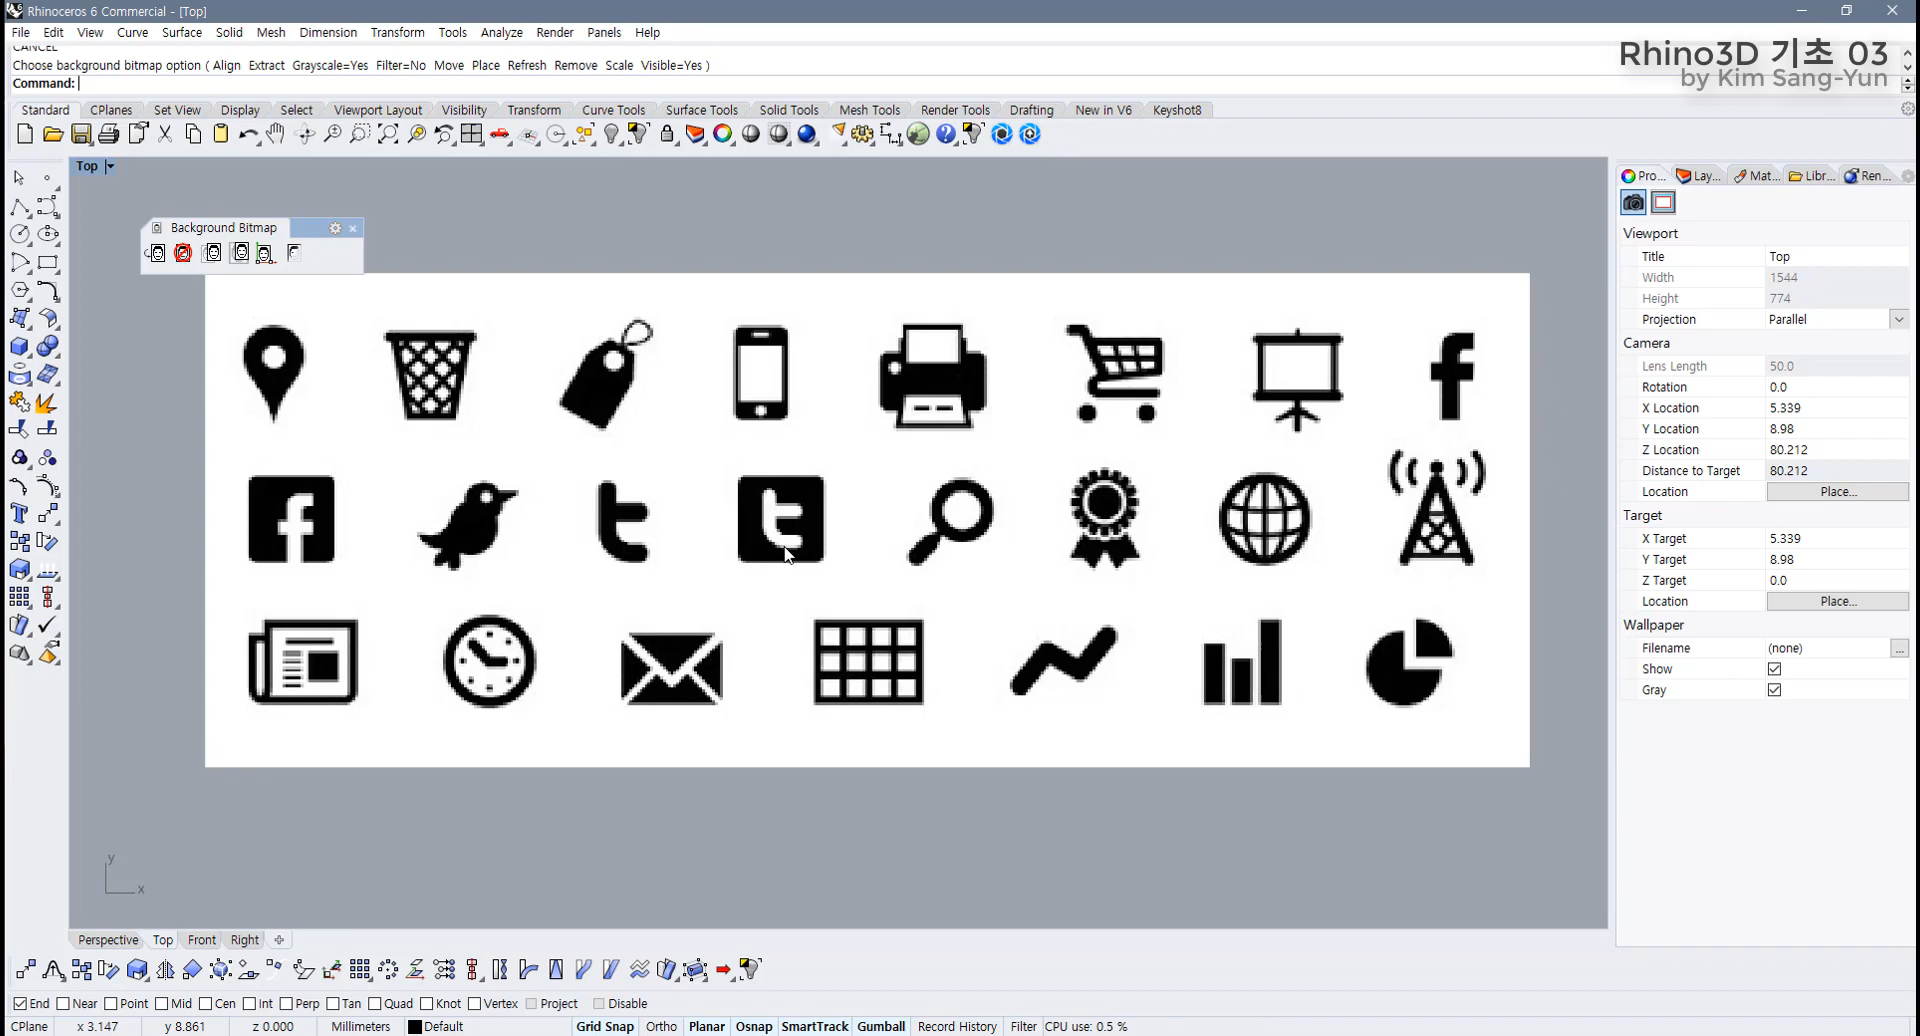 Rhinoceros 6 Commercial - [Top]
File Edit View Curve Surface Solid Mesh Dimension Transform Tools Analyze Render Panels Help
CANCEL
Choose background bitmap option ( Align Extract Grayscale=Yes Filter=No Move Place Refresh Remove Scale Visible=Yes )
Command:
Rhino3D 기초 03
by Kim Sang-Yun
Standard CPlanes Set View Display Select Viewport Layout Visibility Transform Curve Tools Surface Tools Solid Tools Mesh Tools Render Tools Drafting New in V6 Keyshot8
Top
Background Bitmap
Pro... Lay... Mat... Libr... Ren...
Viewport
Title Top
Width 1544
Height 774
Projection Parallel
Camera
Lens Length 50.0
Rotation 0.0
X Location 5.339
Y Location 8.98
Z Location 80.212
Distance to Target 80.212
Location Place...
Target
X Target 5.339
Y Target 8.98
Z Target 0.0
Location Place...
Wallpaper
Filename (none) ...
Show
Gray
y
x
Perspective Top Front Right
End Near Point Mid Cen Int Perp Tan Quad Knot Vertex Project Disable
CPlane x 3.147 y 8.861 z 0.000 Millimeters Default Grid Snap Ortho Planar Osnap SmartTrack Gumball Record History Filter CPU use: 0.5 %